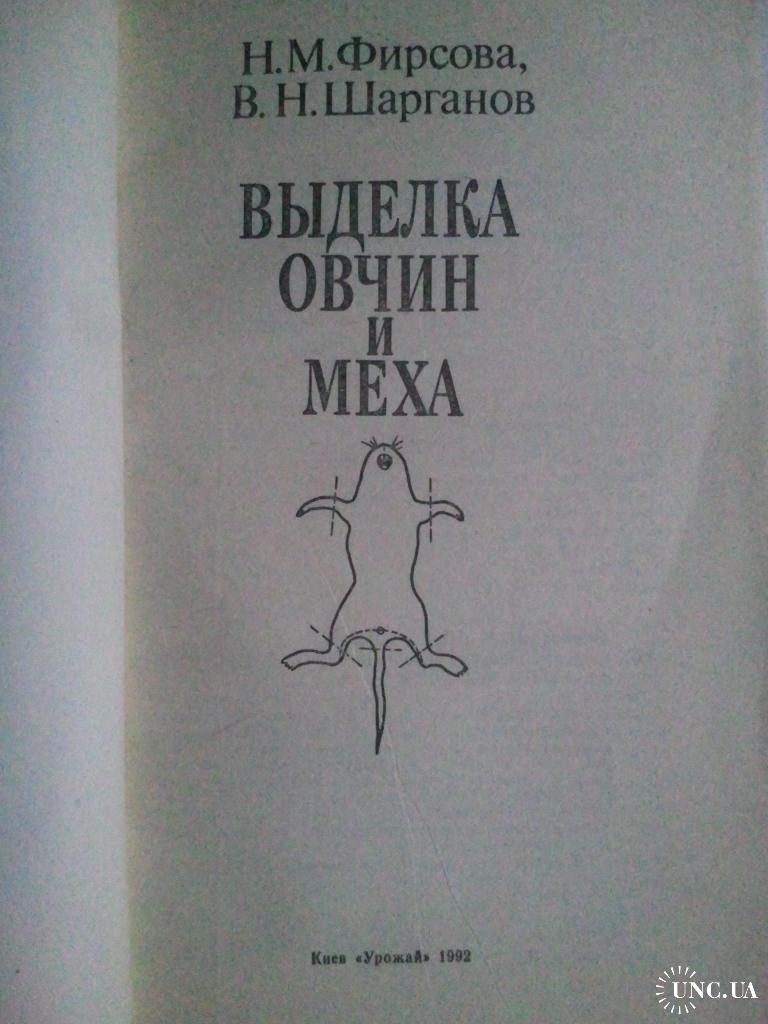 Н.М.Фирсова,
В.Н.Шарганов
ВЫДЕЛКА
ОВЧИН
и
МЕХА
Киев «Урожай» 1992
UNC.UA